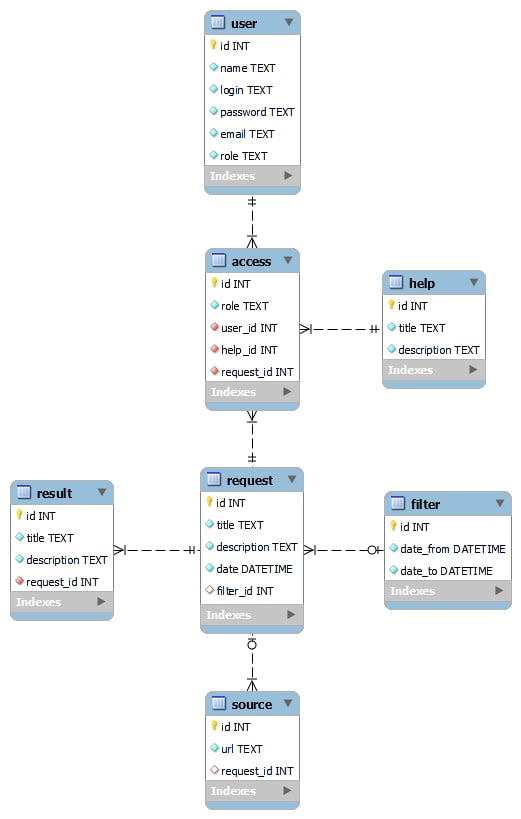 user
id INT
name TEXT
login TEXT
password TEXT
email TEXT
role TEXT
Indexes
access
id INT
role TEXT
user_id INT
help_id INT
request_id INT
Indexes
help
id INT
title TEXT
description TEXT
Indexes
result
id INT
title TEXT
description TEXT
request_id INT
Indexes
request
id INT
title TEXT
description TEXT
date DATETIME
filter_id INT
Indexes
filter
id INT
date_from DATETIME
date_to DATETIME
Indexes
source
id INT
url TEXT
request_id INT
Indexes